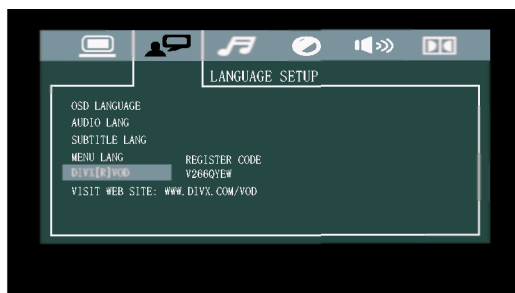 LANGUAGE SETUP
OSD LANGUAGE
AUDIO LANG
SUBTITLE LANG
MENU LANG
REGISTER CODE
DIVX[R]VOD V266QYEW
VISIT WEB SITE: WWW.DIVX.COM/VOD